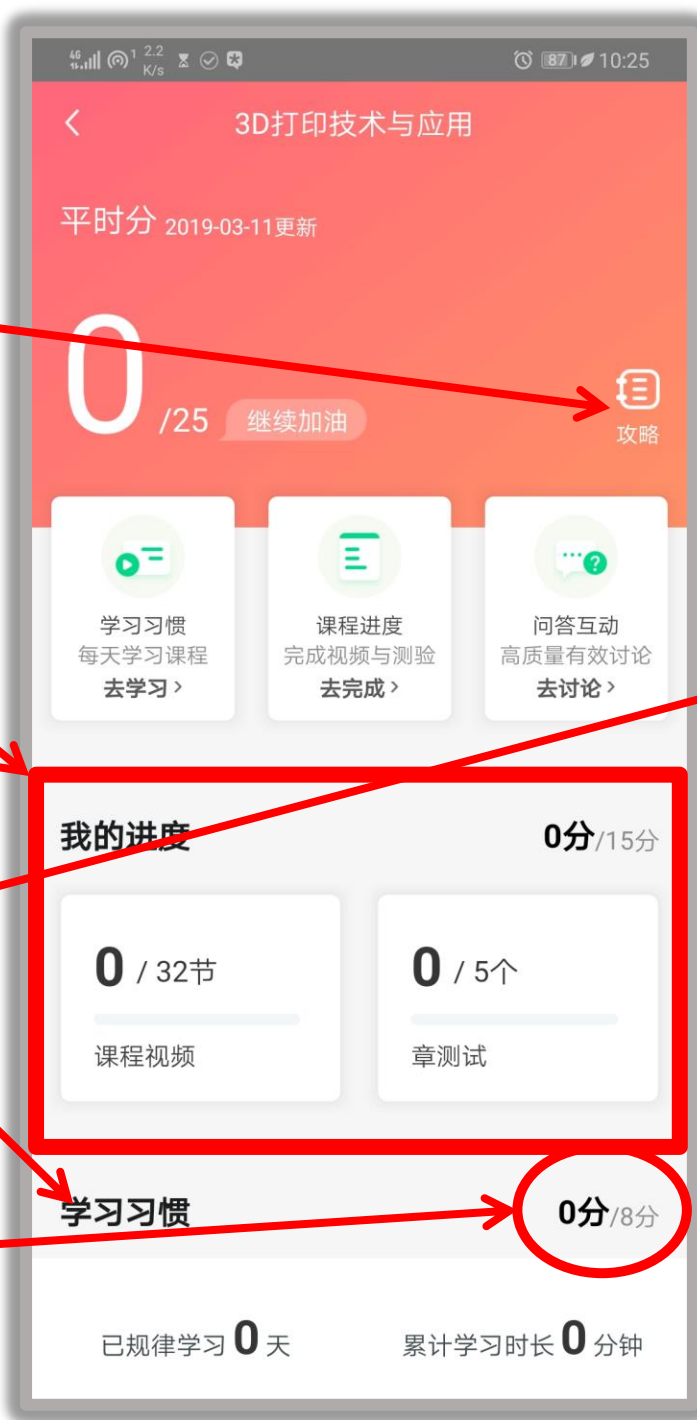 4G 1 2.2 K/s 87 10:25
3D打印技术与应用
平时分 2019-03-11更新
0 /25 继续加油
攻略
学习习惯 课程进度 问答互动
每天学习课程 完成视频与测验 高质量有效讨论
去学习 去完成 去讨论
我的进度 0分/15分
0 / 32节 0 / 5个
课程视频 章测试
学习习惯 0分/8分
已规律学习 0 天 累计学习时长 0 分钟